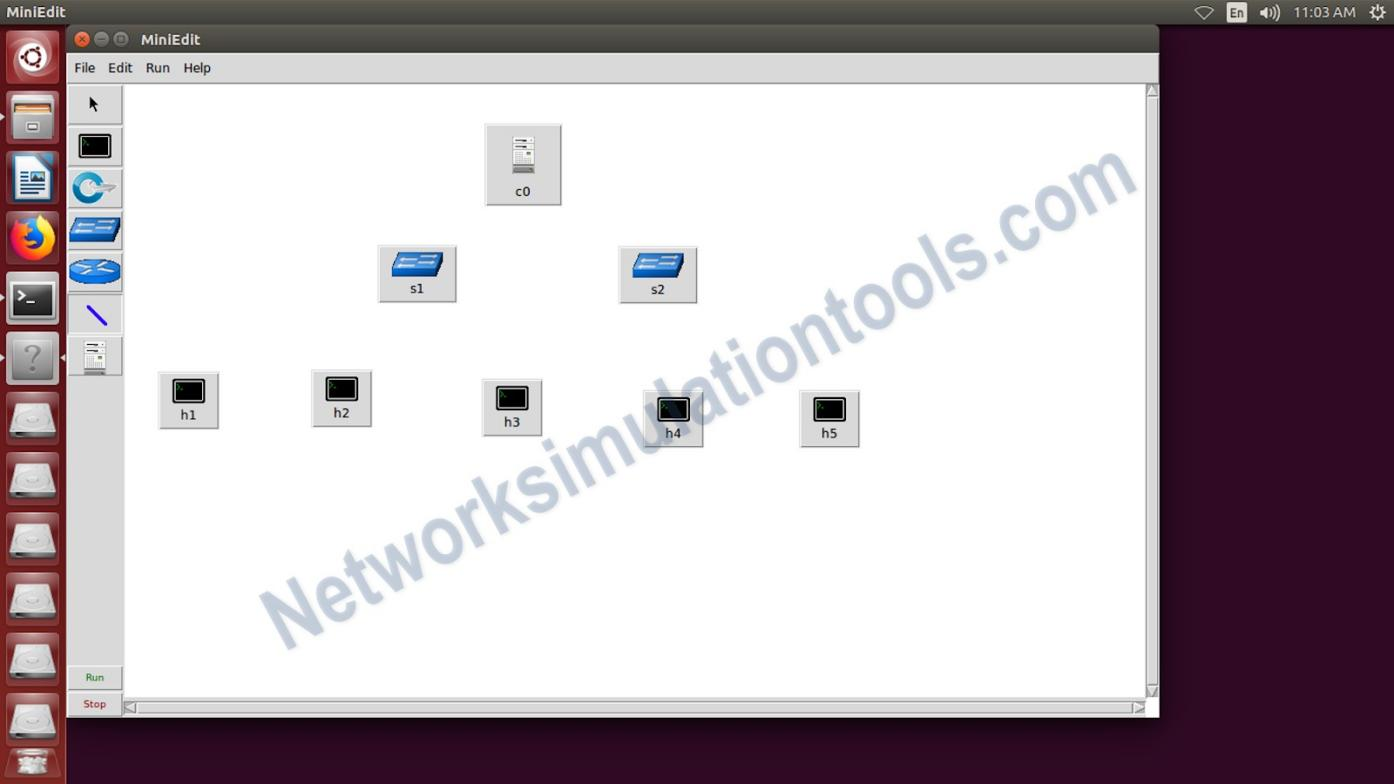 MiniEdit
En
11:03 AM
MiniEdit
File Edit Run Help
c0
s1 s2
h1 h2 h3 h4 h5
Networksimulationtools.com
Run
Stop